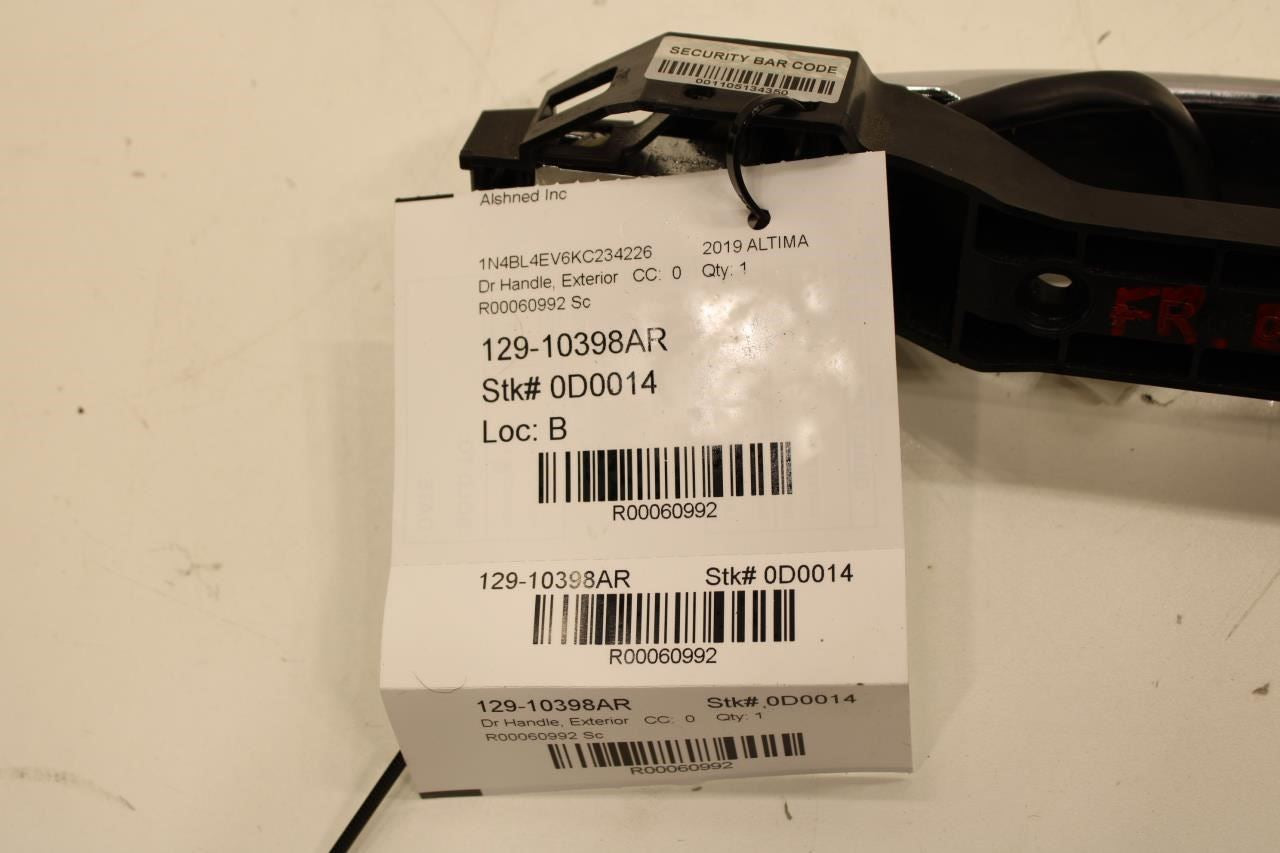 SECURITY BAR CODE
001105134350
Alshned Inc
1N4BL4EV6KC234226 2019 ALTIMA
Dr Handle, Exterior CC: 0 Qty: 1
R00060992 Sc
129-10398AR
Stk# 0D0014
Loc: B
R00060992
129-10398AR Stk# 0D0014
R00060992
129-10398AR Stk# 0D0014
Dr Handle, Exterior CC: 0 Qty: 1
R00060992 Sc
R00060992
FR.